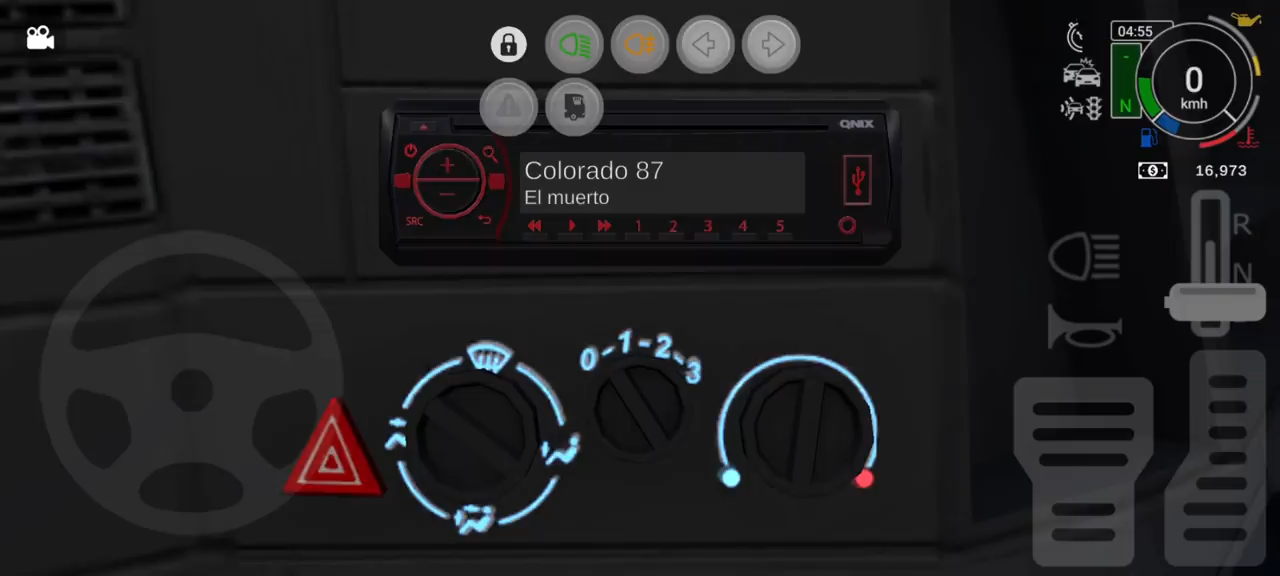 04:55
-
N
0
kmh
16,973
R
N
QNIX
Colorado 87
El muerto
SRC
1 2 3 4 5
0-1-2-3